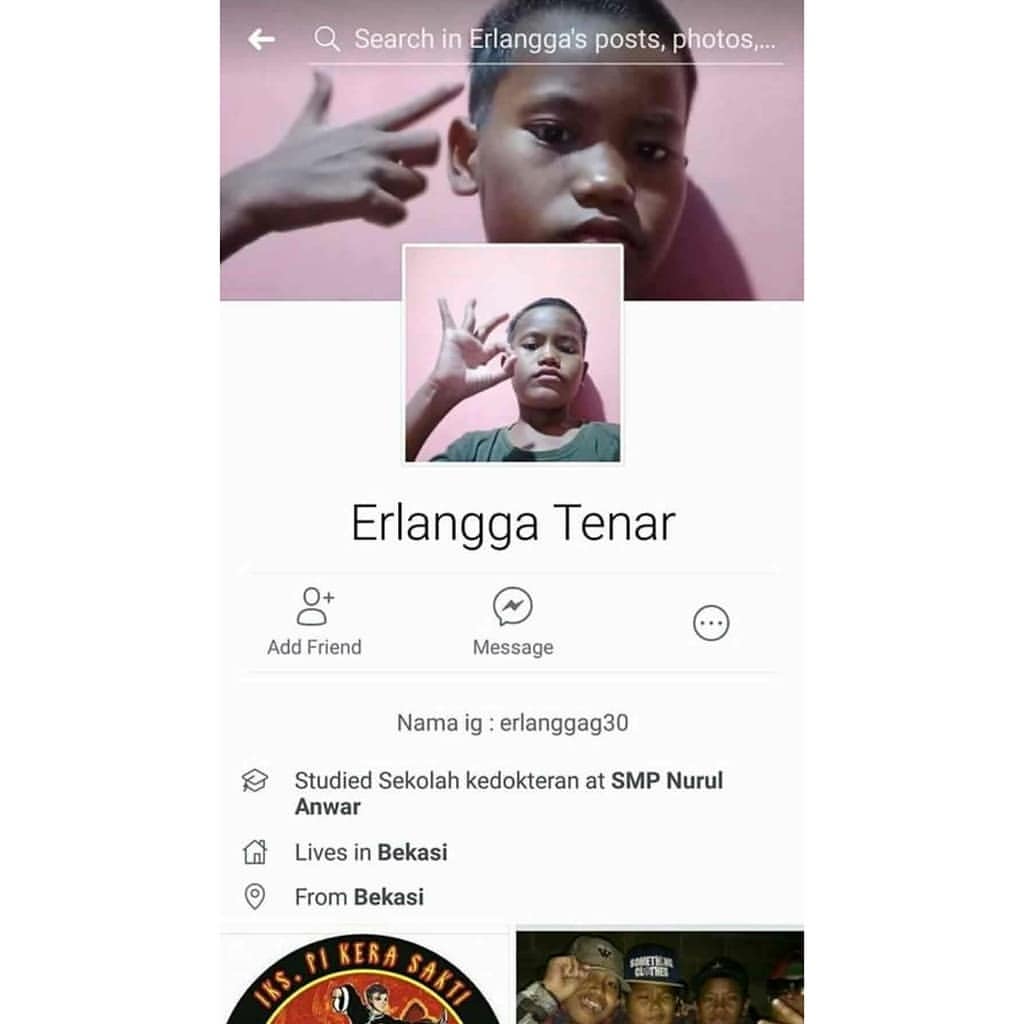 Search in Erlangga's posts, photos,...
Erlangga Tenar
Add Friend
Message
Nama ig : erlanggag30
Studied Sekolah kedokteran at SMP Nurul
Anwar
Lives in Bekasi
From Bekasi
IKS. PI KERA SAKTI
SOMETHING
CLOTHES